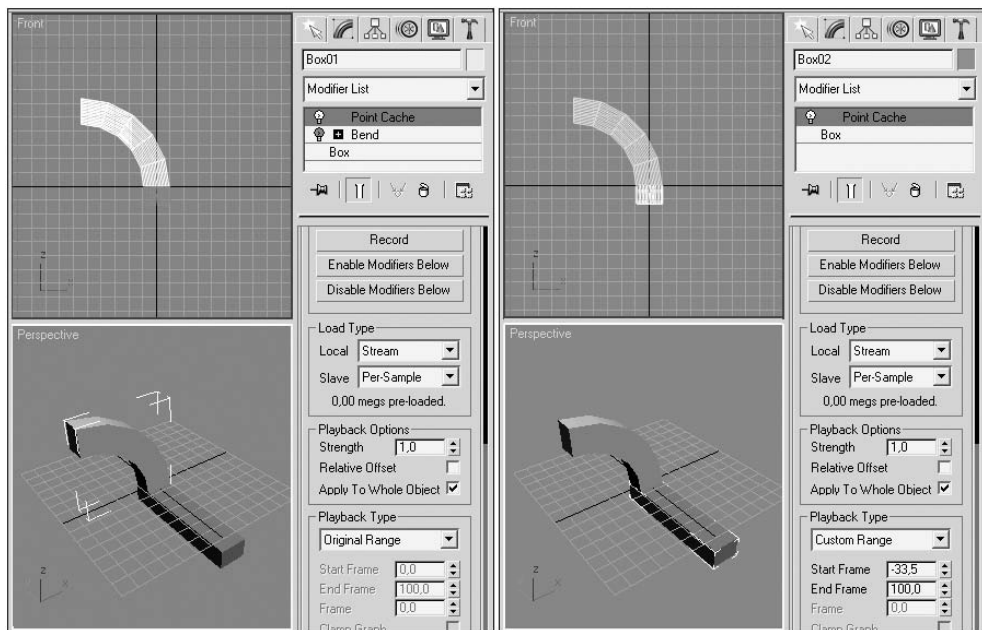 Front
Box01
Modifier List
Point Cache
Bend
Box
z
Record
Enable Modifiers Below
Disable Modifiers Below
Perspective
Load Type
Local Stream
Slave Per-Sample
0,00 megs pre-loaded.
Playback Options
Strength 1,0
Relative Offset
Apply To Whole Object
Playback Type
Original Range
Start Frame 0,0
End Frame 100,0
Frame 0,0
Clamp Graph
z
x
Front
Box02
Modifier List
Point Cache
Box
z
Record
Enable Modifiers Below
Disable Modifiers Below
Perspective
Load Type
Local Stream
Slave Per-Sample
0,00 megs pre-loaded.
Playback Options
Strength 1,0
Relative Offset
Apply To Whole Object
Playback Type
Custom Range
Start Frame -33,5
End Frame 100,0
Frame 0,0
Clamp Graph
z
x